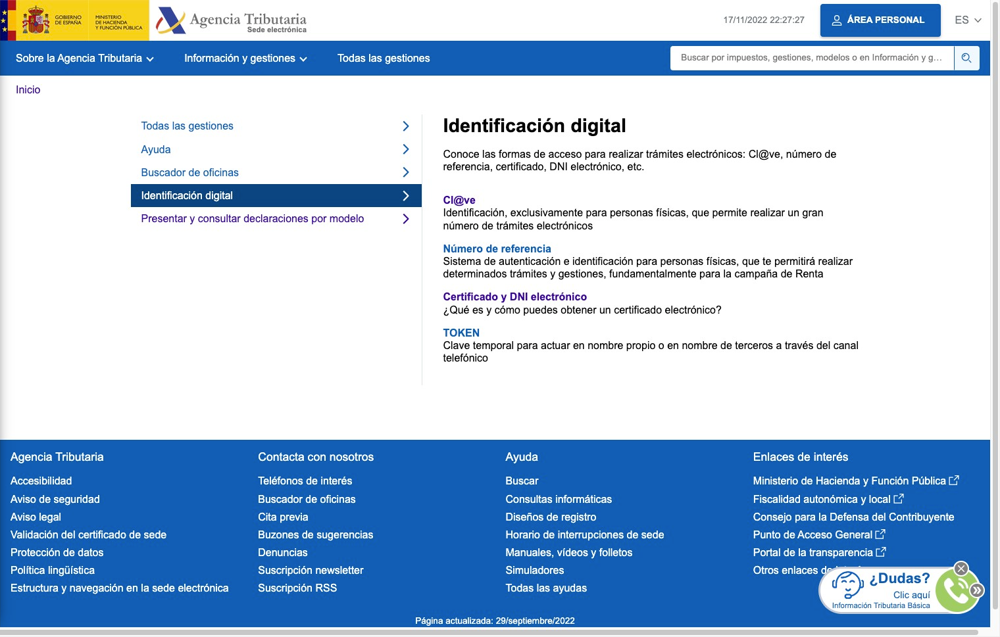 GOBIERNO
DE ESPAÑA
MINISTERIO
DE HACIENDA
Y FUNCIÓN PÚBLICA
Agencia Tributaria
Sede electrónica
17/11/2022 22:27:27
ÁREA PERSONAL
ES
Sobre la Agencia Tributaria
Información y gestiones
Todas las gestiones
Buscar por impuestos, gestiones, modelos o en Información y g...
Inicio
Todas las gestiones
Ayuda
Buscador de oficinas
Identificación digital
Presentar y consultar declaraciones por modelo
Identificación digital
Conoce las formas de acceso para realizar trámites electrónicos: Cl@ve, número de
referencia, certificado, DNI electrónico, etc.
Cl@ve
Identificación, exclusivamente para personas físicas, que permite realizar un gran
número de trámites electrónicos
Número de referencia
Sistema de autenticación e identificación para personas físicas, que te permitirá realizar
determinados trámites y gestiones, fundamentalmente para la campaña de Renta
Certificado y DNI electrónico
¿Qué es y cómo puedes obtener un certificado electrónico?
TOKEN
Clave temporal para actuar en nombre propio o en nombre de terceros a través del canal
telefónico
Agencia Tributaria
Accesibilidad
Aviso de seguridad
Aviso legal
Validación del certificado de sede
Protección de datos
Política lingüística
Estructura y navegación en la sede electrónica
Contacta con nosotros
Teléfonos de interés
Buscador de oficinas
Cita previa
Buzones de sugerencias
Denuncias
Suscripción newsletter
Suscripción RSS
Ayuda
Buscar
Consultas informáticas
Diseños de registro
Horario de interrupciones de sede
Manuales, vídeos y folletos
Simuladores
Todas las ayudas
Enlaces de interés
Ministerio de Hacienda y Función Pública
Fiscalidad autonómica y local
Consejo para la Defensa del Contribuyente
Punto de Acceso General
Portal de la transparencia
Otros enlaces de
¿Dudas?
Clic aquí
Información Tributaria Básica
Página actualizada: 29/septiembre/2022